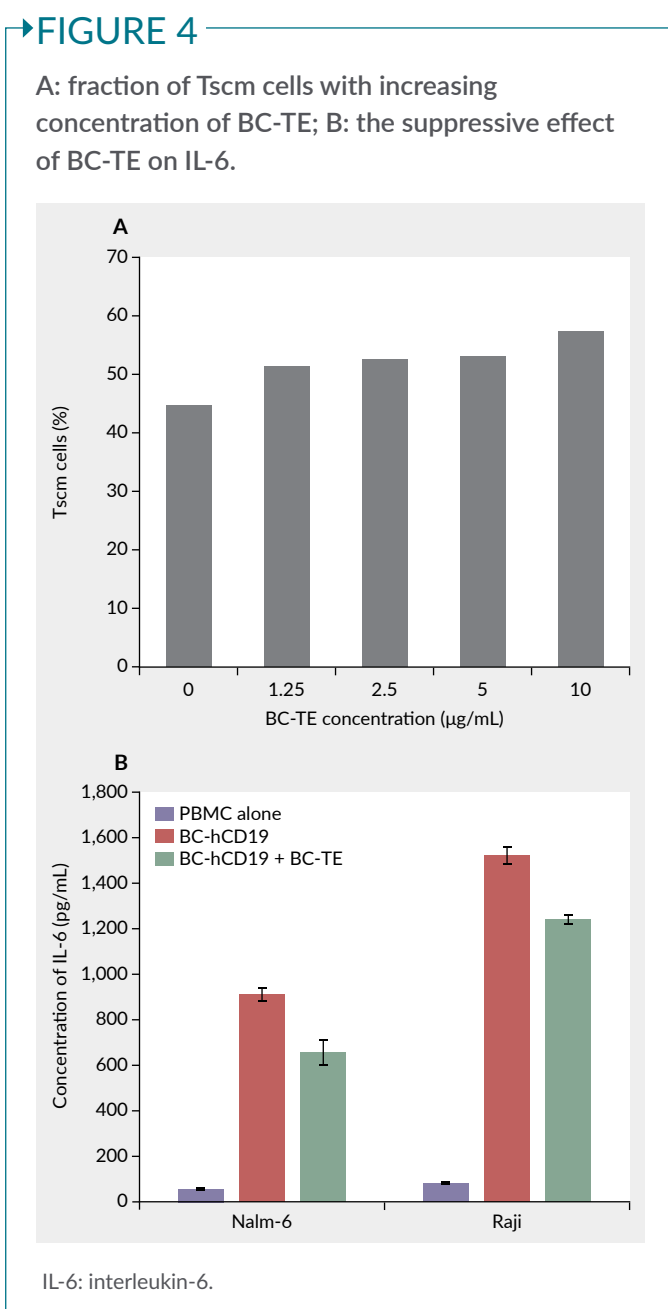 FIGURE 4
A: fraction of Tscm cells with increasing
concentration of BC-TE; B: the suppressive effect
of BC-TE on IL-6.
A
70
60
50
40
30
20
10
0
Tscm cells (%)
0 1.25 2.5 5 10
BC-TE concentration (µg/mL)
B
1,800
1,600
1,400
1,200
1,000
800
600
400
200
0
Concentration of IL-6 (pg/mL)
PBMC alone
BC-hCD19
BC-hCD19 + BC-TE
Nalm-6 Raji
IL-6: interleukin-6.